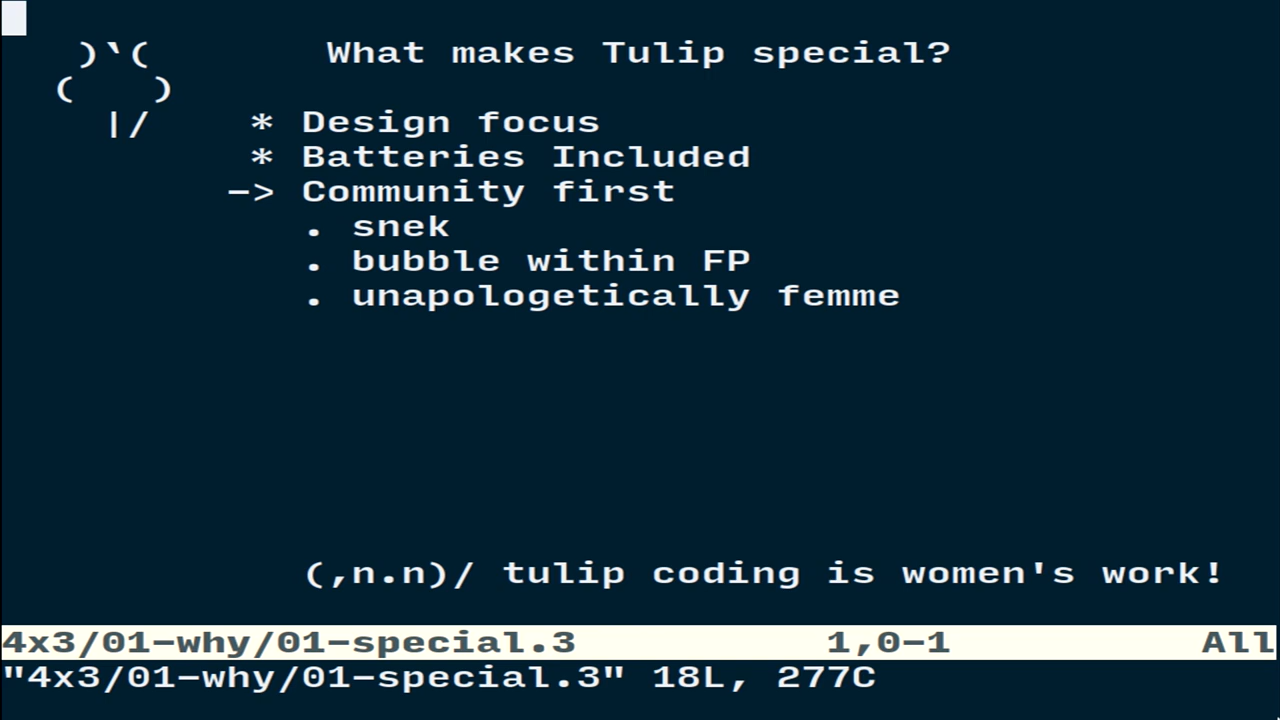 )`(            What makes Tulip special?
(   )
|/    * Design focus
* Batteries Included
-> Community first
. snek
. bubble within FP
. unapologetically femme
(,n.n)/ tulip coding is women's work!
4x3/01-why/01-special.3          1,0-1          All
"4x3/01-why/01-special.3" 18L, 277C